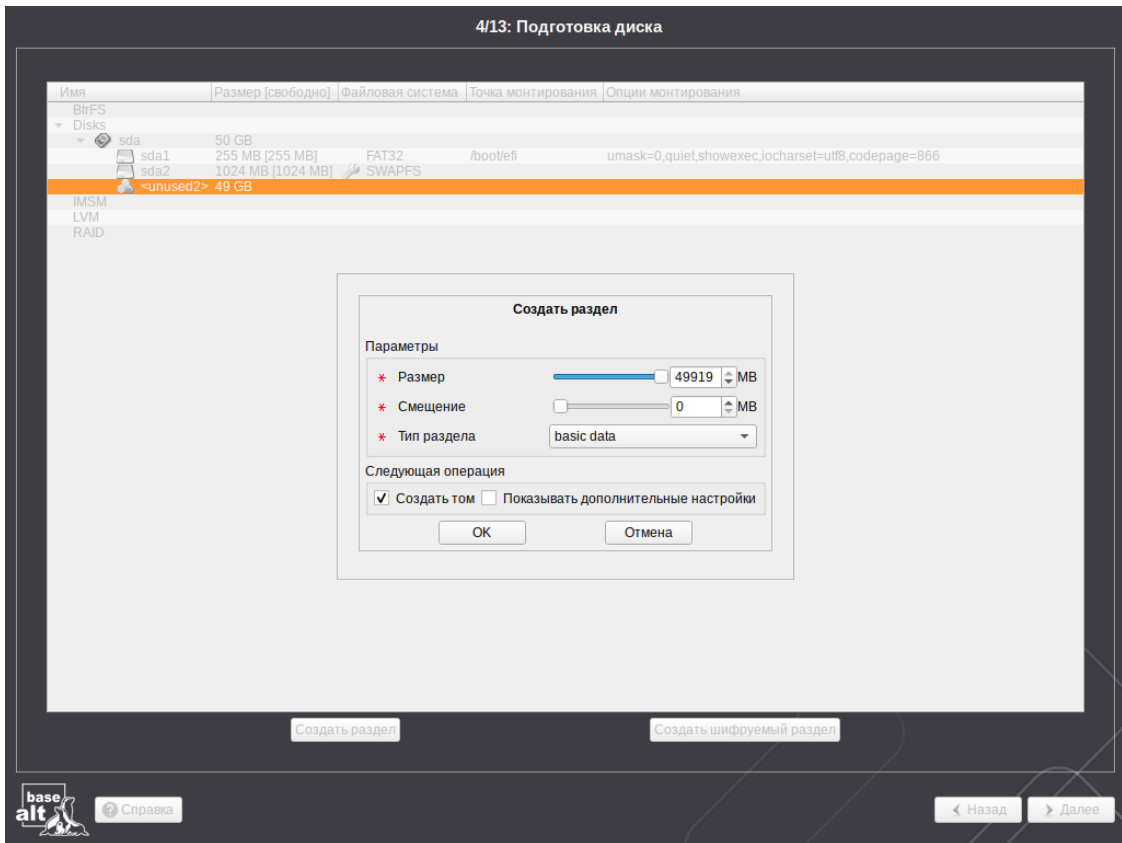 4/13: Подготовка диска
Имя Размер [свободно] Файловая система Точка монтирования Опции монтирования
BtrFS
Disks
sda 50 GB
sda1 255 MB [255 MB] FAT32 /boot/efi umask=0,quiet,showexec,iocharset=utf8,codepage=866
sda2 1024 MB [1024 MB] SWAPFS
<unused2> 49 GB
IMSM
LVM
RAID
Создать раздел
Параметры
* Размер 49919 MB
* Смещение 0 MB
* Тип раздела basic data
Следующая операция
Создать том Показывать дополнительные настройки
OK Отмена
Создать раздел Создать шифруемый раздел
base
alt
? Справка Назад Далее